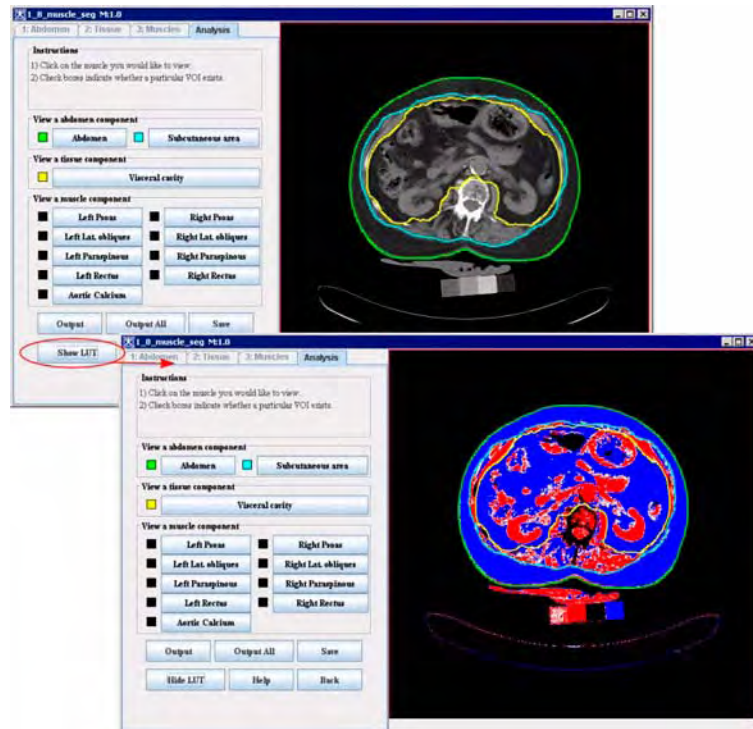 1_8_muscle_seg M:1.0
1: Abdomen 2: Tissue 3: Muscles Analysis
Instructions
1) Click on the muscle you would like to view.
2) Check boxes indicate whether a particular VOI exists.
View a abdomen component
Abdomen Subcutaneous area
View a tissue component
Visceral cavity
View a muscle component
Left Psoas Right Psoas
Left Lat. obliques Right Lat. obliques
Left Paraspinous Right Paraspinous
Left Rectus Right Rectus
Aortic Calcium
Output Output All Save
Show LUT
1_8_muscle_seg M:1.0
1: Abdomen 2: Tissue 3: Muscles Analysis
Instructions
1) Click on the muscle you would like to view.
2) Check boxes indicate whether a particular VOI exists.
View a abdomen component
Abdomen Subcutaneous area
View a tissue component
Visceral cavity
View a muscle component
Left Psoas Right Psoas
Left Lat. obliques Right Lat. obliques
Left Paraspinous Right Paraspinous
Left Rectus Right Rectus
Aortic Calcium
Output Output All Save
Hide LUT Help Back